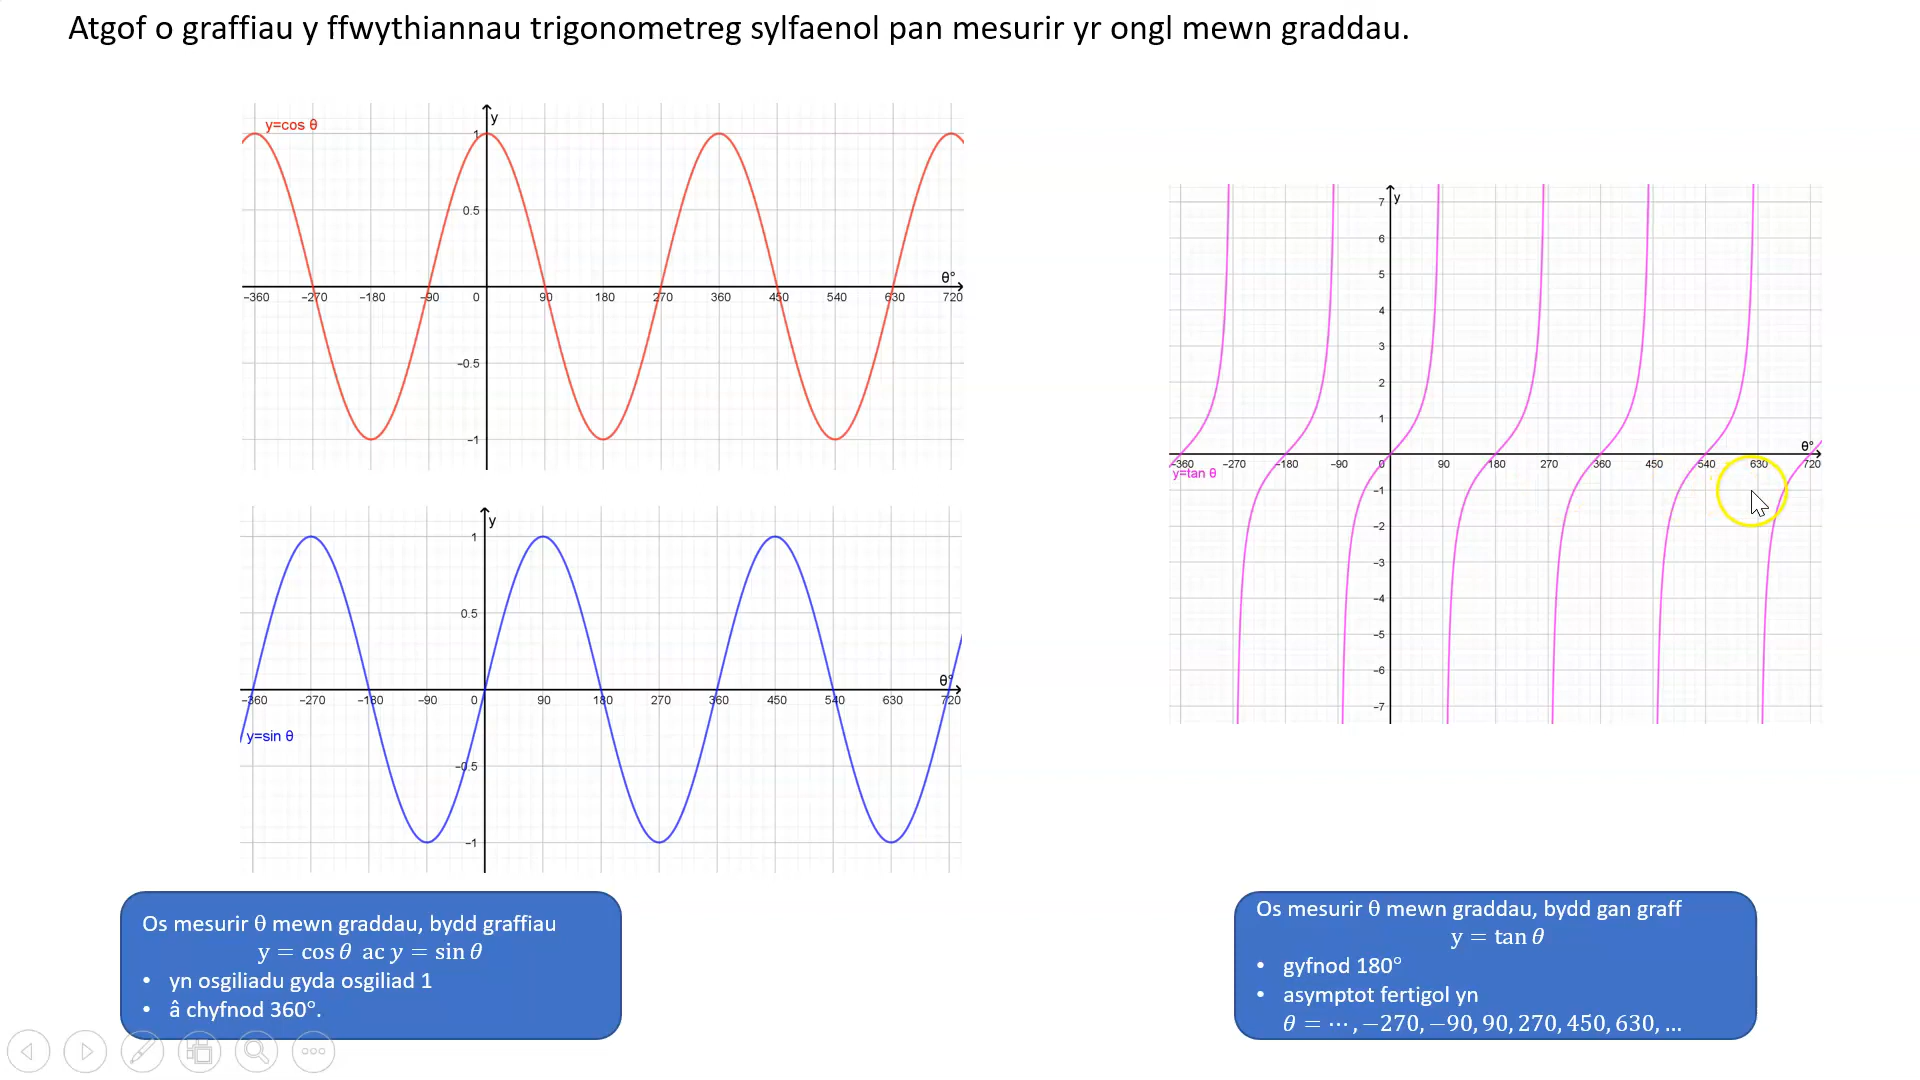 Atgof o graffiau y ffwythiannau trigonometreg sylfaenol pan mesurir yr ongl mewn graddau.
y=cos θ
y
1
0.5
θ°
−360 −270 −180 −90 0 90 180 270 360 450 540 630 720
−0.5
−1
y
1
0.5
θ°
−360 −270 −180 −90 0 90 180 270 360 450 540 630 720
y=sin θ
−0.5
−1
y
7
6
5
4
3
2
1
θ°
−360 −270 −180 −90 0 90 180 270 360 450 540 630 720
y=tan θ
−1
−2
−3
−4
−5
−6
−7
Os mesurir θ mewn graddau, bydd graffiau
y = cos θ ac y = sin θ
• yn osgiliadu gyda osgiliad 1
• â chyfnod 360°.
Os mesurir θ mewn graddau, bydd gan graff
y = tan θ
• gyfnod 180°
• asymptot fertigol yn
θ = ⋯ , −270, −90, 90, 270, 450, 630, …